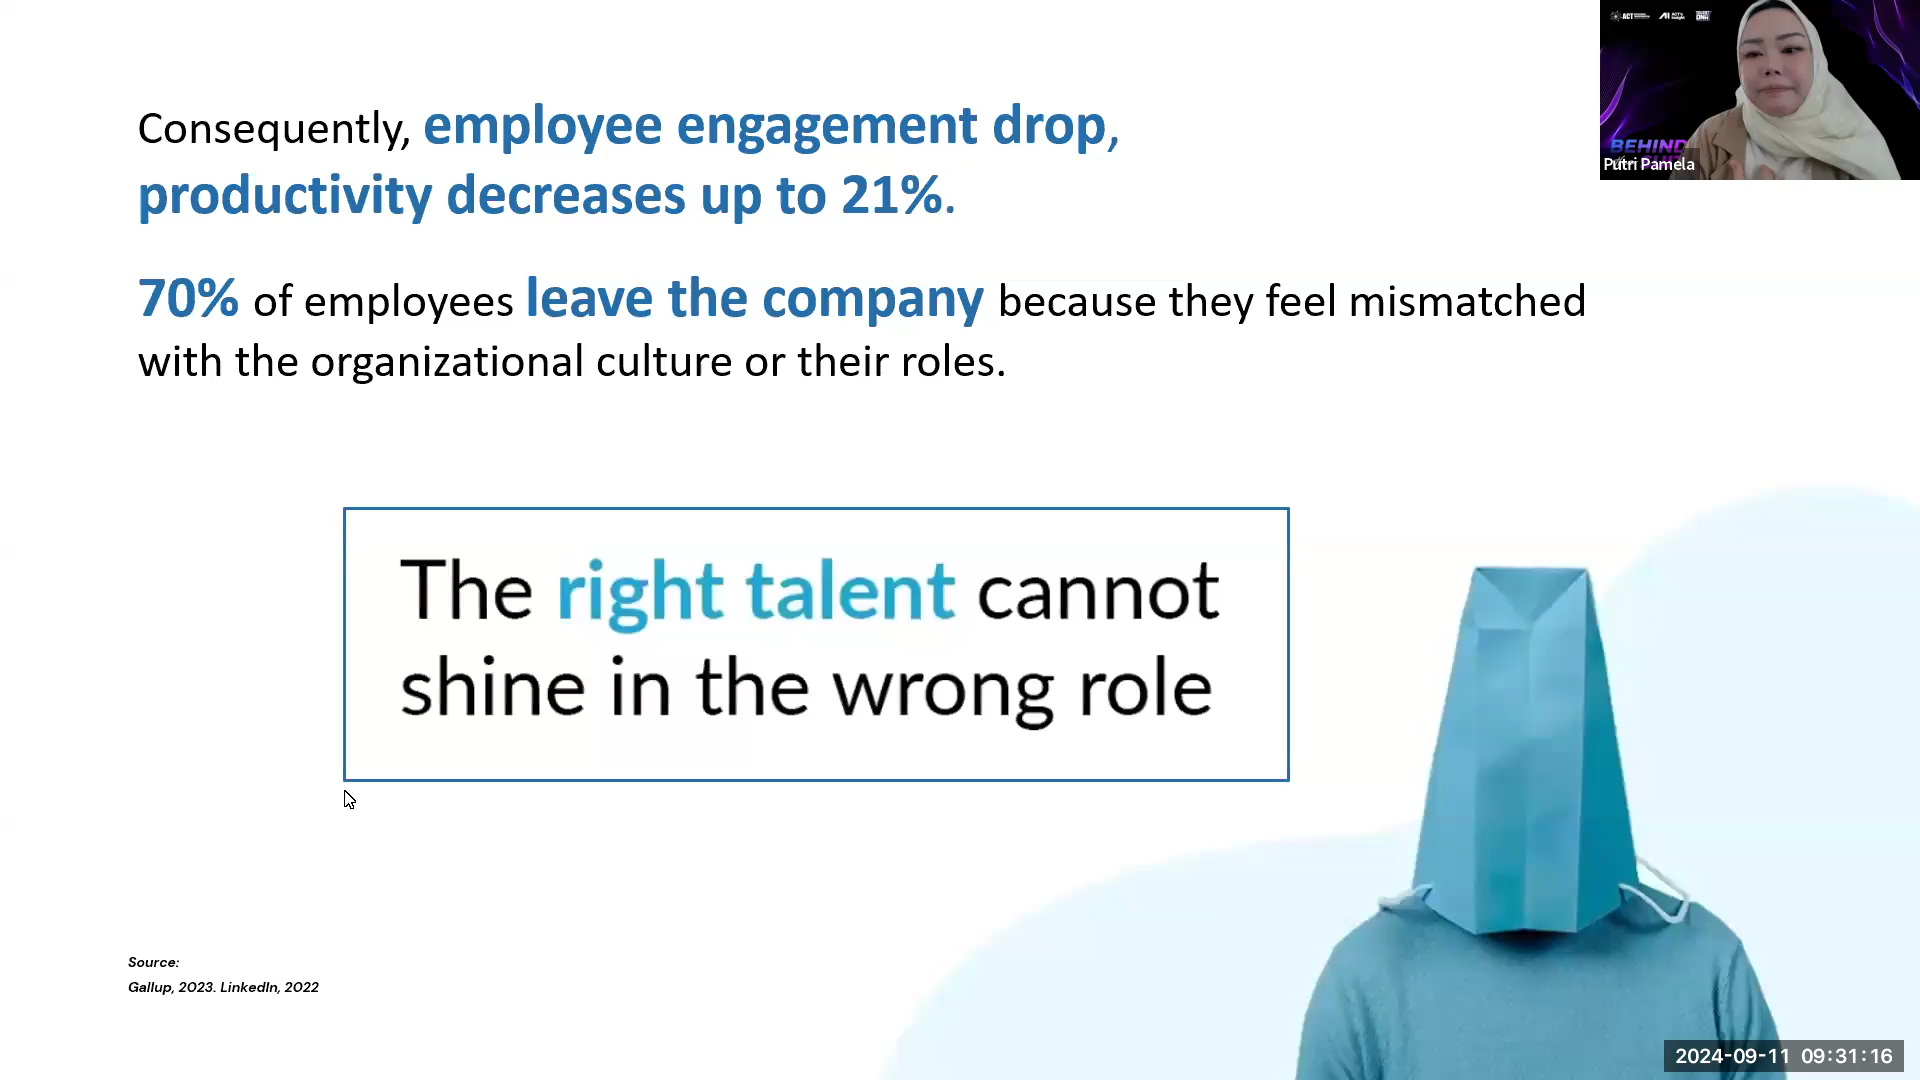 Consequently, employee engagement drop,
productivity decreases up to 21%.
70% of employees leave the company because they feel mismatched
with the organizational culture or their roles.
The right talent cannot
shine in the wrong role
Source:
Gallup, 2023. LinkedIn, 2022
ACT
BEHIND
Putri Pamela
2024-09-11 09:31:16